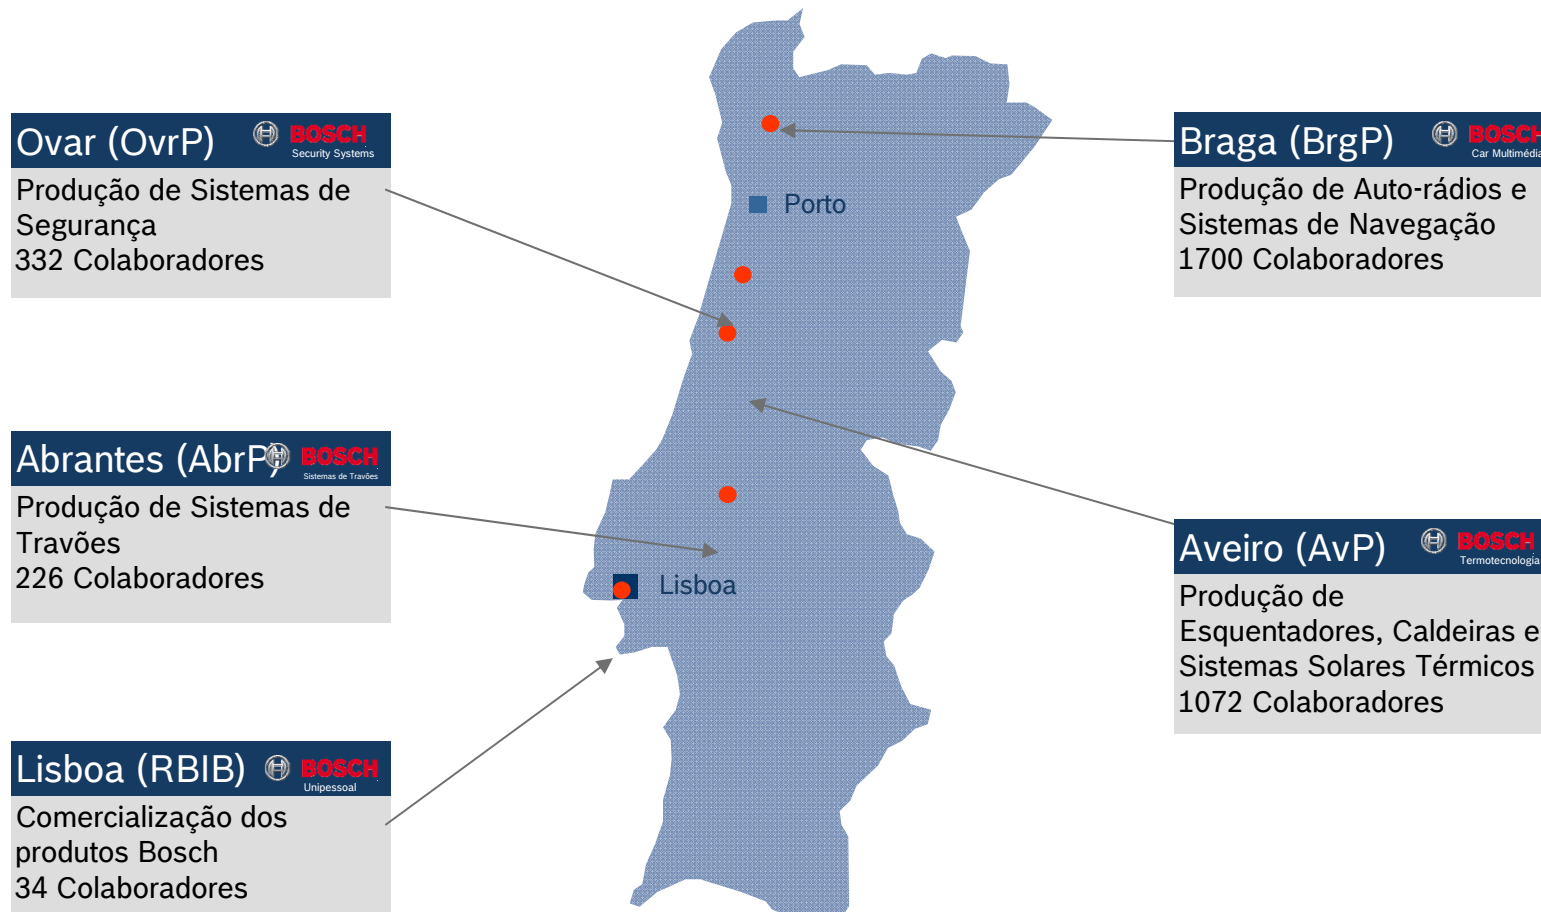 Ovar (OvrP)
BOSCH
Security Systems
Produção de Sistemas de
Segurança
332 Colaboradores
Braga (BrgP)
BOSCH
Car Multimédia
Produção de Auto-rádios e
Sistemas de Navegação
1700 Colaboradores
Porto
Abrantes (AbrP)
BOSCH
Sistemas de Travões
Produção de Sistemas de
Travões
226 Colaboradores
Lisboa
Aveiro (AvP)
BOSCH
Termotecnologia
Produção de
Esquentadores, Caldeiras e
Sistemas Solares Térmicos
1072 Colaboradores
Lisboa (RBIB)
BOSCH
Unipessoal
Comercialização dos
produtos Bosch
34 Colaboradores